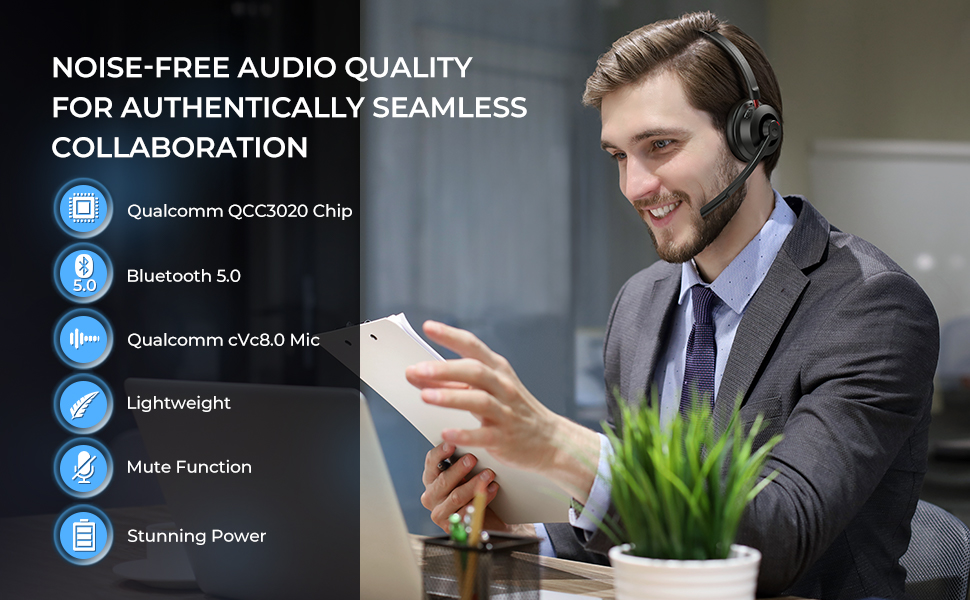 NOISE-FREE AUDIO QUALITY
FOR AUTHENTICALLY SEAMLESS
COLLABORATION
Qualcomm QCC3020 Chip
5.0
Bluetooth 5.0
Qualcomm cVc8.0 Mic
Lightweight
Mute Function
Stunning Power